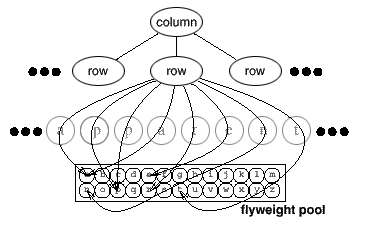 column
row row row
a p p a r e n t
a b c d e f g h i j k l m
n o p q r s t u v w x y z
flyweight pool